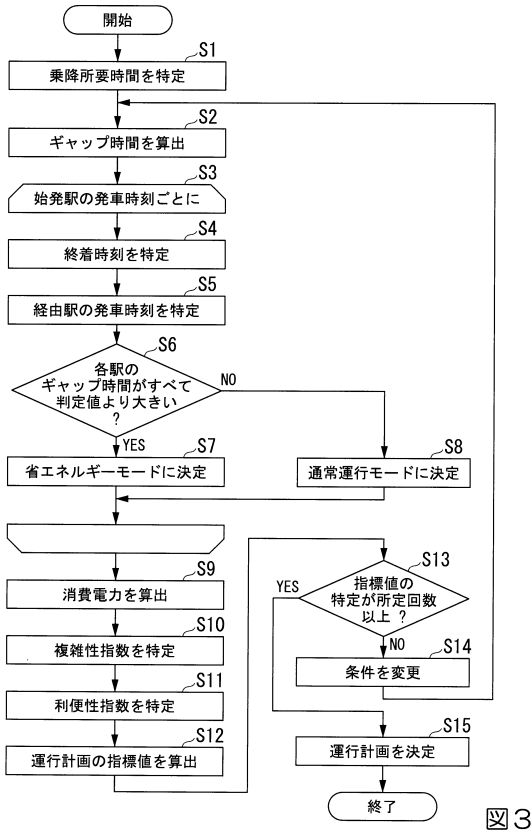 開始
S1
乗降所要時間を特定
S2
ギャップ時間を算出
S3
始発駅の発車時刻ごとに
S4
終着時刻を特定
S5
経由駅の発車時刻を特定
S6
各駅の
ギャップ時間がすべて
判定値より大きい
?
NO
YES
S7
省エネルギーモードに決定
S8
通常運行モードに決定
S9
消費電力を算出
S10
複雑性指数を特定
S11
利便性指数を特定
S12
運行計画の指標値を算出
S13
指標値の
特定が所定回数
以上 ?
YES
NO
S14
条件を変更
S15
運行計画を決定
終了
図3